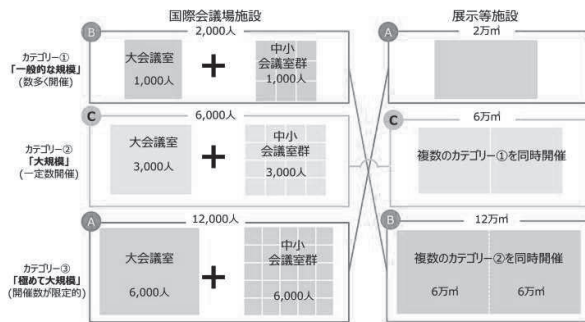 国際会議場施設
展示等施設
カテゴリー①
「一般的な規模」
(数多く開催)
B
2,000人
大会議室
1,000人
+
中小
会議室群
1,000人
A
2万㎡
カテゴリー②
「大規模」
(一定数開催)
C
6,000人
大会議室
3,000人
+
中小
会議室群
3,000人
C
6万㎡
複数のカテゴリー①を同時開催
カテゴリー③
「極めて大規模」
(開催数が限定的)
A
12,000人
大会議室
6,000人
+
中小
会議室群
6,000人
B
12万㎡
複数のカテゴリー②を同時開催
6万㎡
6万㎡